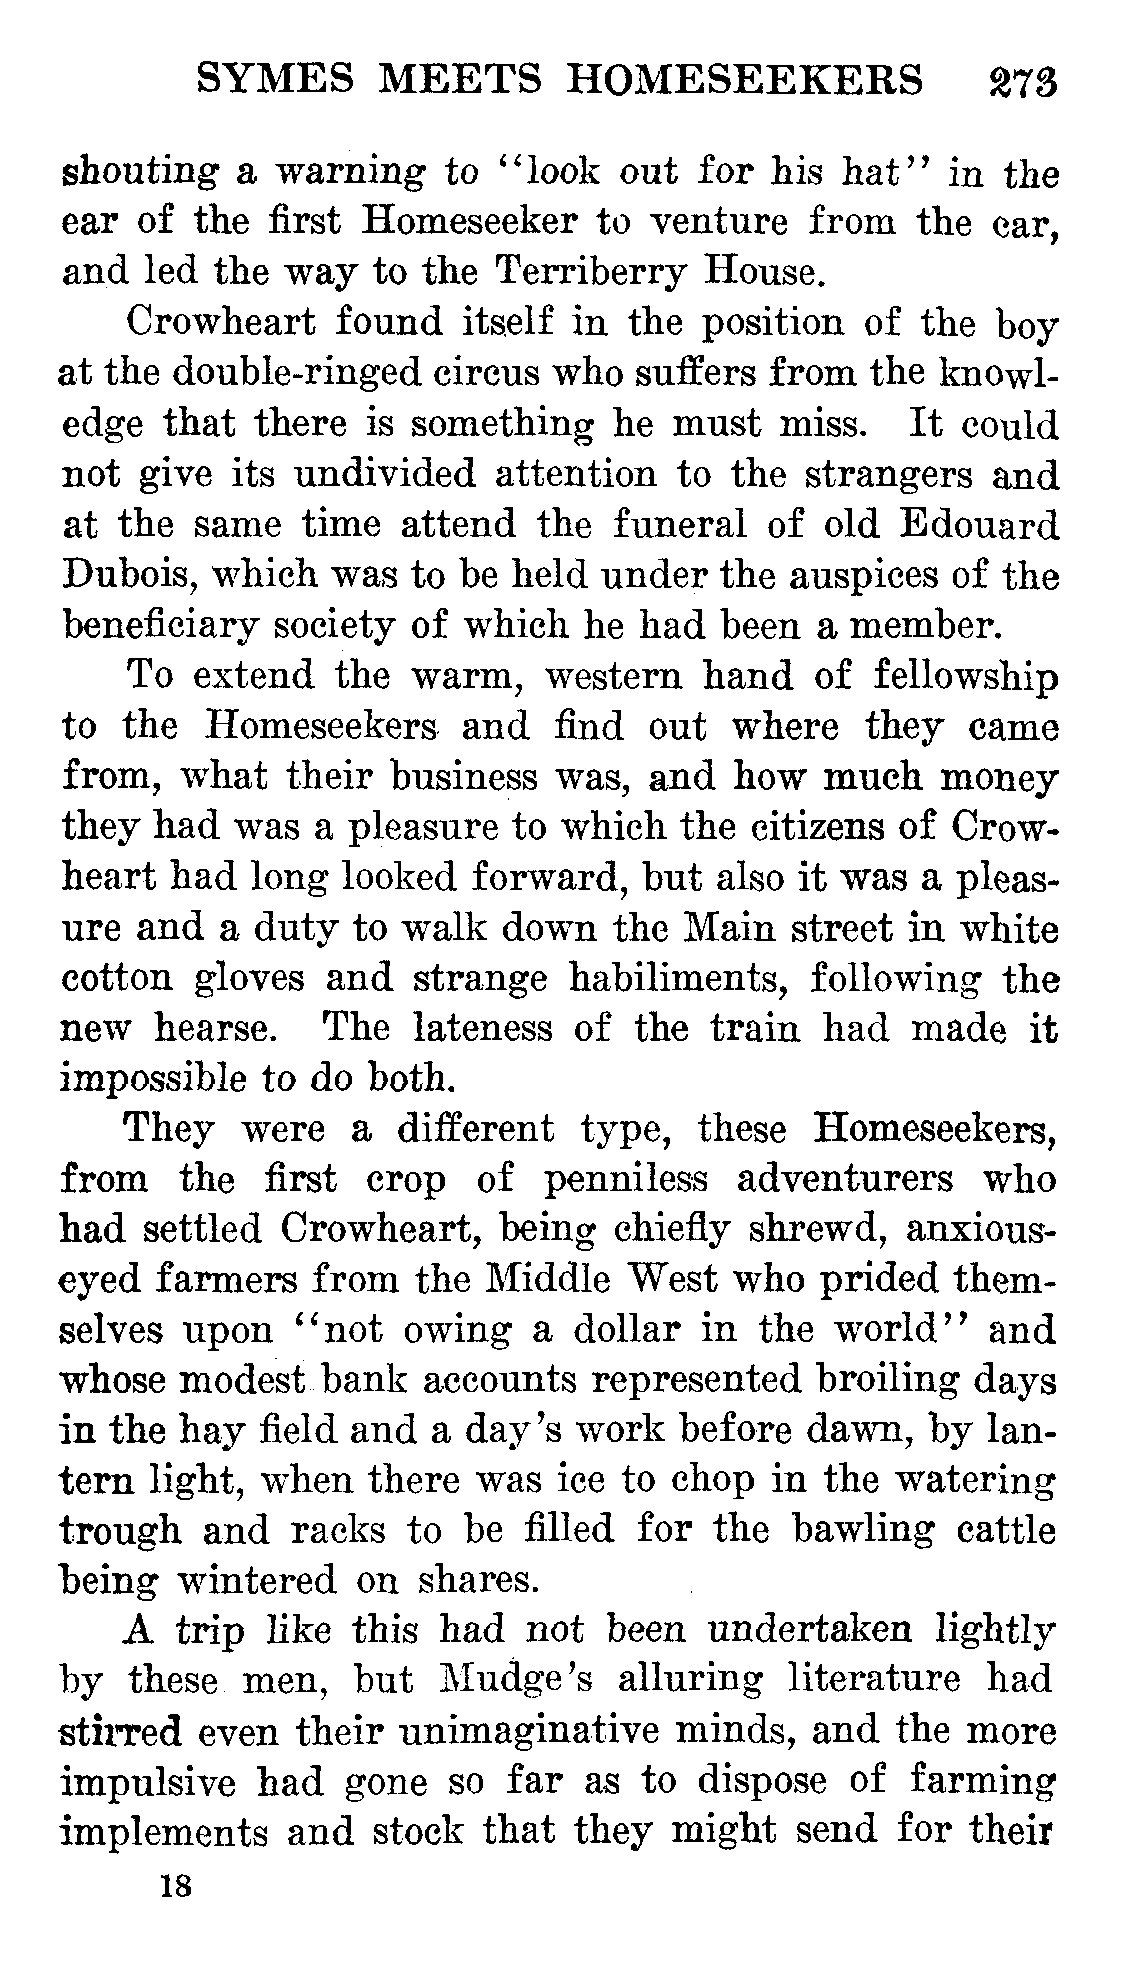 SYMES MEETS HOMESEEKERS 273
shouting a warning to "look out for his hat" in the
ear of the first Homeseeker to venture from the car,
and led the way to the Terriberry House.
Crowheart found itself in the position of the boy
at the double-ringed circus who suffers from the knowl-
edge that there is something he must miss. It could
not give its undivided attention to the strangers and
at the same time attend the funeral of old Edouard
Dubois, which was to be held under the auspices of the
beneficiary society of which he had been a member.
To extend the warm, western hand of fellowship
to the Homeseekers and find out where they came
from, what their business was, and how much money
they had was a pleasure to which the citizens of Crow-
heart had long looked forward, but also it was a pleas-
ure and a duty to walk down the Main street in white
cotton gloves and strange habiliments, following the
new hearse. The lateness of the train had made it
impossible to do both.
They were a different type, these Homeseekers,
from the first crop of penniless adventurers who
had settled Crowheart, being chiefly shrewd, anxious-
eyed farmers from the Middle West who prided them-
selves upon "not owing a dollar in the world" and
whose modest bank accounts represented broiling days
in the hay field and a day's work before dawn, by lan-
tern light, when there was ice to chop in the watering
trough and racks to be filled for the bawling cattle
being wintered on shares.
A trip like this had not been undertaken lightly
by these men, but Mudge's alluring literature had
stirred even their unimaginative minds, and the more
impulsive had gone so far as to dispose of farming
implements and stock that they might send for their
18